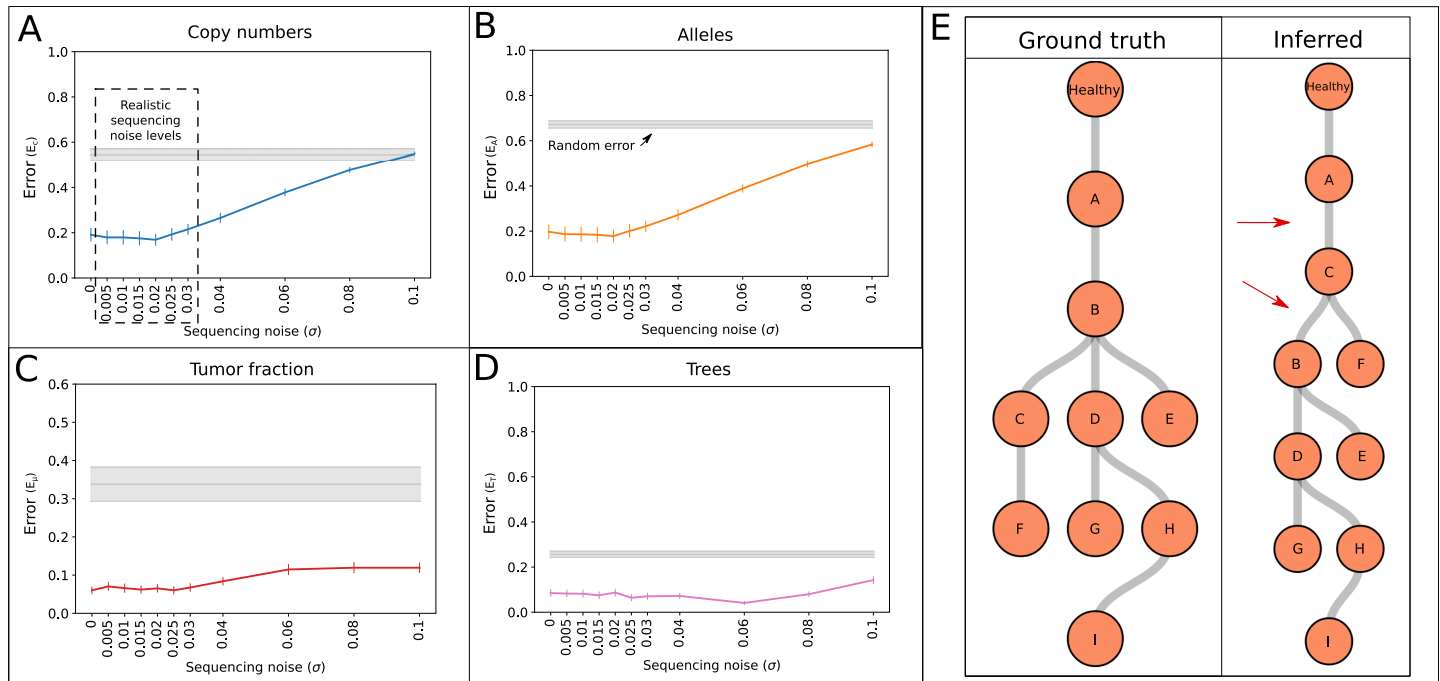 A
Copy numbers
Error (E_c)
1.0
0.8
0.6
0.4
0.2
0.0
Realistic
sequencing
noise levels
0
0.005
0.01
0.015
0.02
0.025
0.03
0.04
0.06
0.08
0.1
Sequencing noise (σ)
B
Alleles
Error (E_A)
1.0
0.8
0.6
0.4
0.2
0.0
Random error
0
0.005
0.01
0.015
0.02
0.025
0.03
0.04
0.06
0.08
0.1
Sequencing noise (σ)
C
Tumor fraction
Error (E_μ)
0.6
0.5
0.4
0.3
0.2
0.1
0.0
0
0.005
0.01
0.015
0.02
0.025
0.03
0.04
0.06
0.08
0.1
Sequencing noise (σ)
D
Trees
Error (E_T)
1.0
0.8
0.6
0.4
0.2
0.0
0
0.005
0.01
0.015
0.02
0.025
0.03
0.04
0.06
0.08
0.1
Sequencing noise (σ)
E
Ground truth
Healthy
A
B
C
D
E
F
G
H
I
Inferred
Healthy
A
C
B
F
D
E
G
H
I